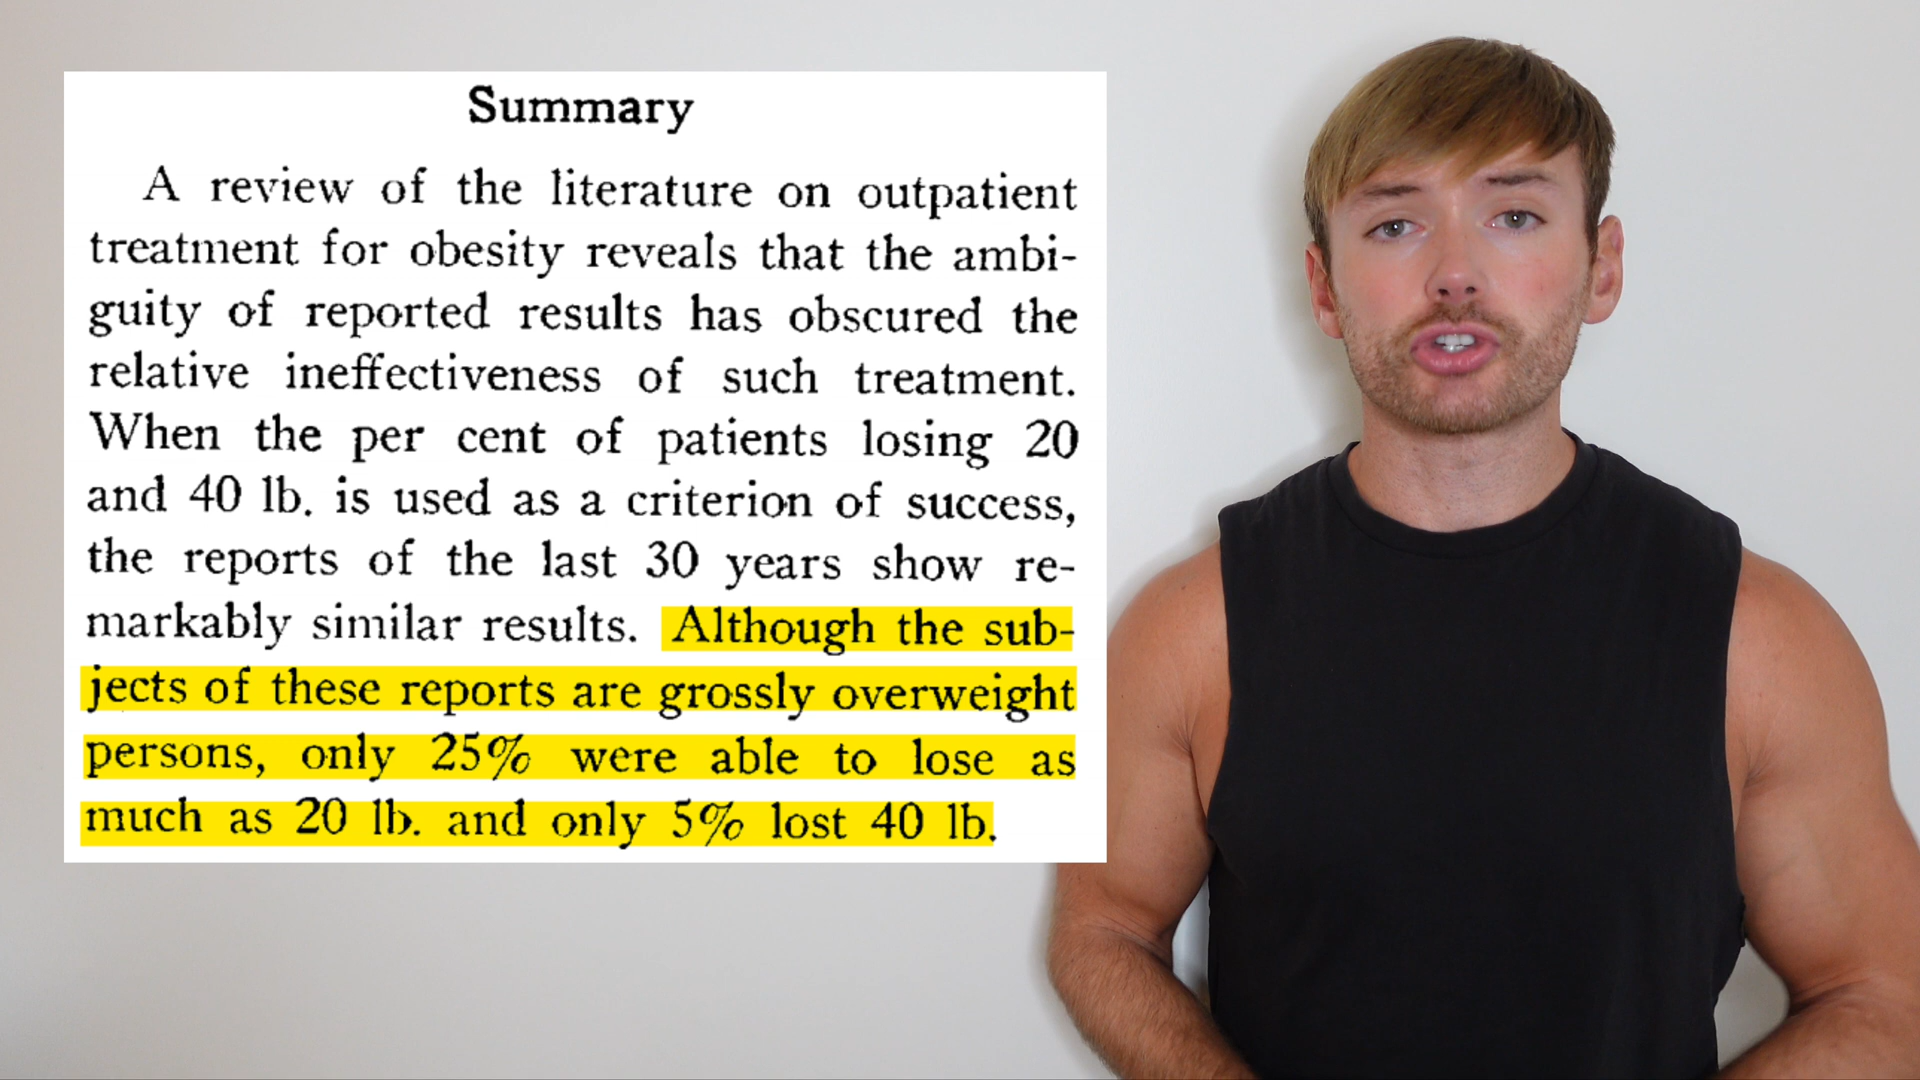 Summary
A review of the literature on outpatient
treatment for obesity reveals that the ambi-
guity of reported results has obscured the
relative ineffectiveness of such treatment.
When the per cent of patients losing 20
and 40 lb. is used as a criterion of success,
the reports of the last 30 years show re-
markably similar results. Although the sub-
jects of these reports are grossly overweight
persons, only 25% were able to lose as
much as 20 lb. and only 5% lost 40 lb.